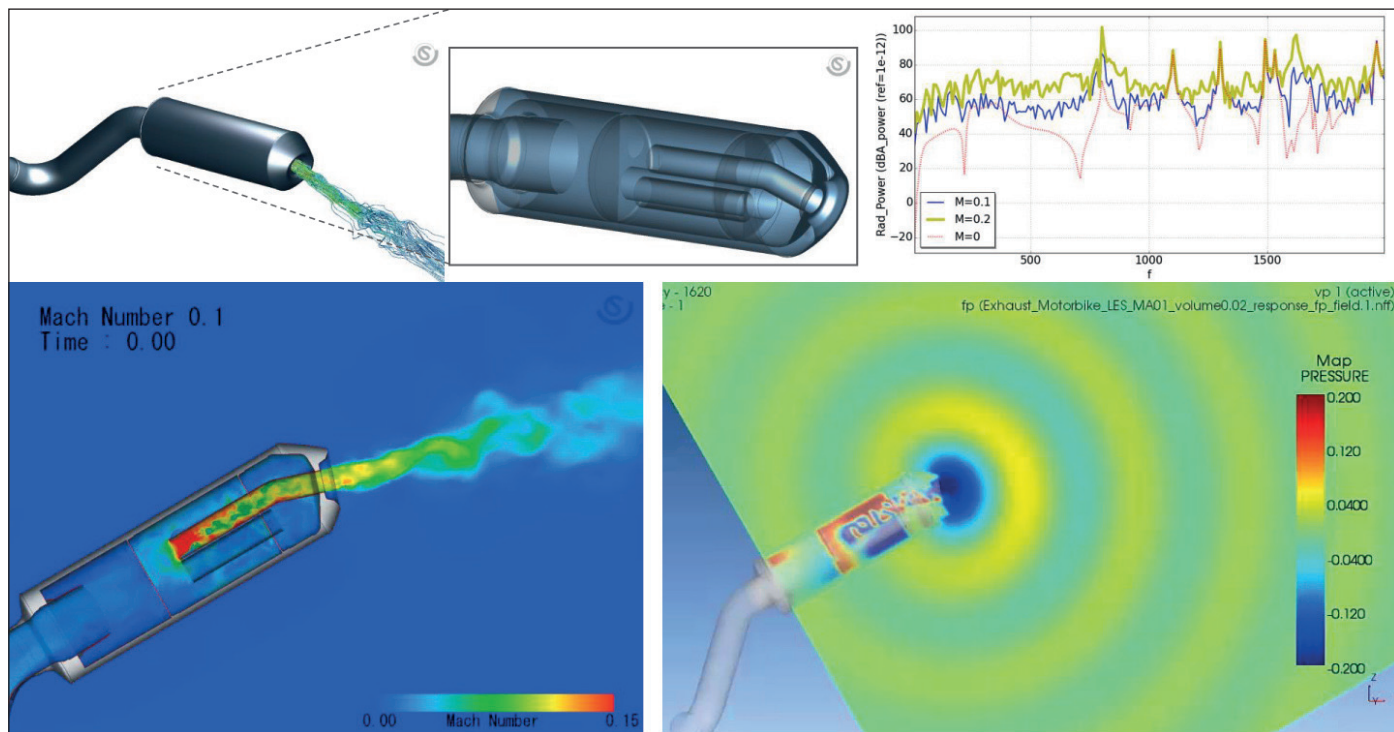 100
80
60
40
20
0
−20
Rad_Power (dBA_power (ref=1e-12))
M=0.1
M=0.2
M=0
500
1000
1500
f
Mach Number 0.1
Time : 0.00
0.00
Mach Number
0.15
y - 1620
e - 1
vp 1 (active)
fp (Exhaust_Motorbike_LES_MA01_volume0.02_response_fp_field.1.nff)
Map
PRESSURE
0.200
0.120
0.0400
-0.0400
-0.120
-0.200
z
y